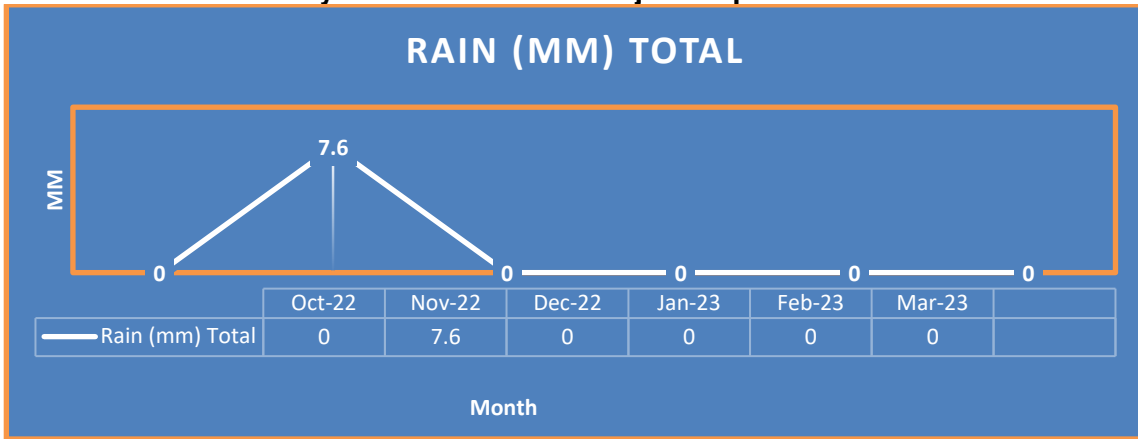 RAIN (MM) TOTAL
MM
7.6
0 0 0 0 0
Oct-22 Nov-22 Dec-22 Jan-23 Feb-23 Mar-23
Rain (mm) Total 0 7.6 0 0 0 0
Month